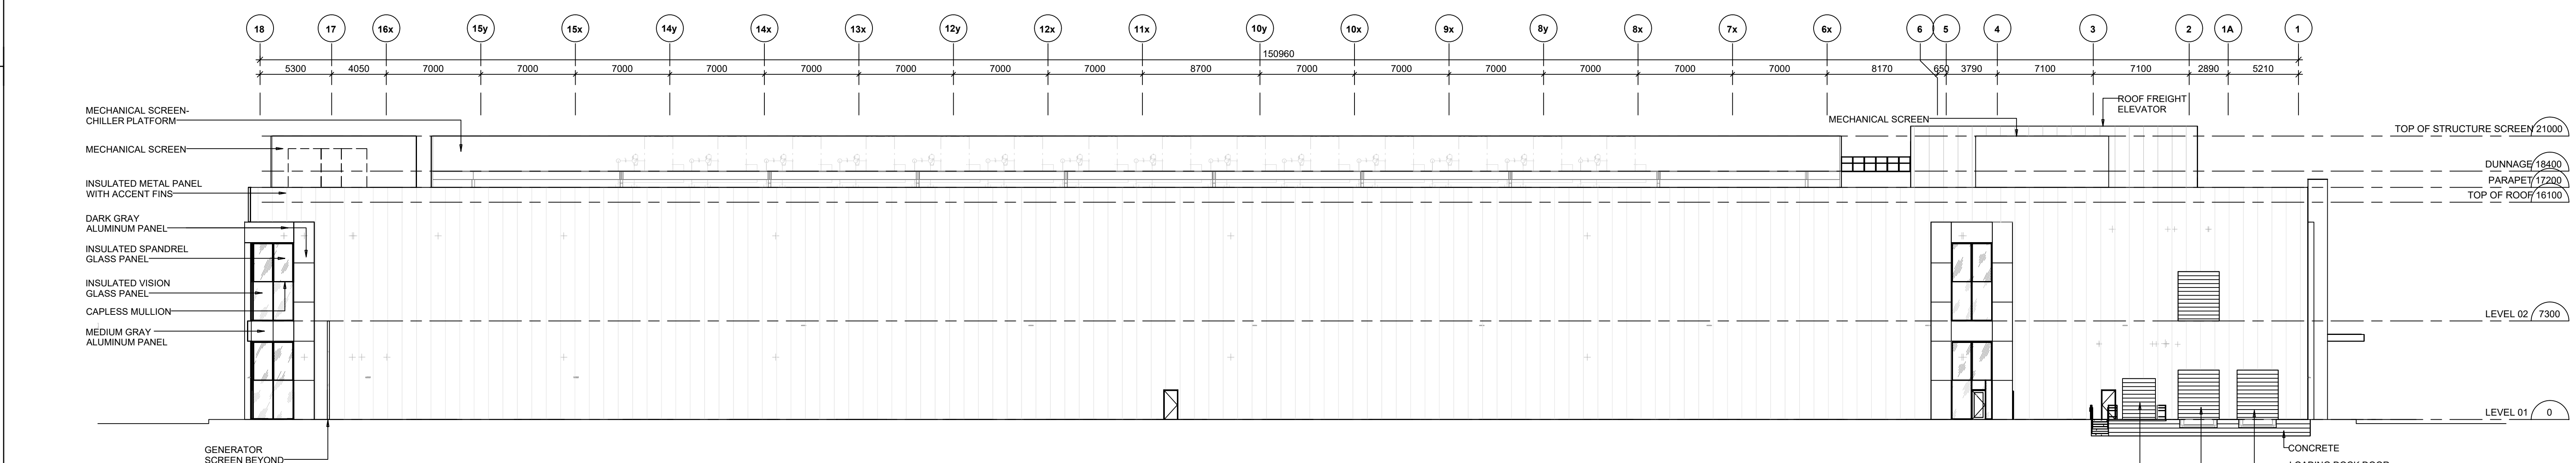 18 17 16x 15y 15x 14y 14x 13x 12y 12x 11x 10y 10x 9x 8y 8x 7x 6x 6 5 4 3 2 1A 1
150960
5300 4050 7000 7000 7000 7000 7000 7000 7000 7000 8700 7000 7000 7000 7000 7000 7000 8170 650 3790 7100 7100 2890 5210
MECHANICAL SCREEN-
CHILLER PLATFORM
MECHANICAL SCREEN
INSULATED METAL PANEL
WITH ACCENT FINS
DARK GRAY
ALUMINUM PANEL
INSULATED SPANDREL
GLASS PANEL
INSULATED VISION
GLASS PANEL
CAPLESS MULLION
MEDIUM GRAY
ALUMINUM PANEL
GENERATOR
SCREEN BEYOND
MECHANICAL SCREEN
ROOF FREIGHT
ELEVATOR
TOP OF STRUCTURE SCREEN 21000
DUNNAGE 18400
PARAPET 17200
TOP OF ROOF 16100
LEVEL 02 7300
LEVEL 01 0
CONCRETE
LOADING DOCK DOOR